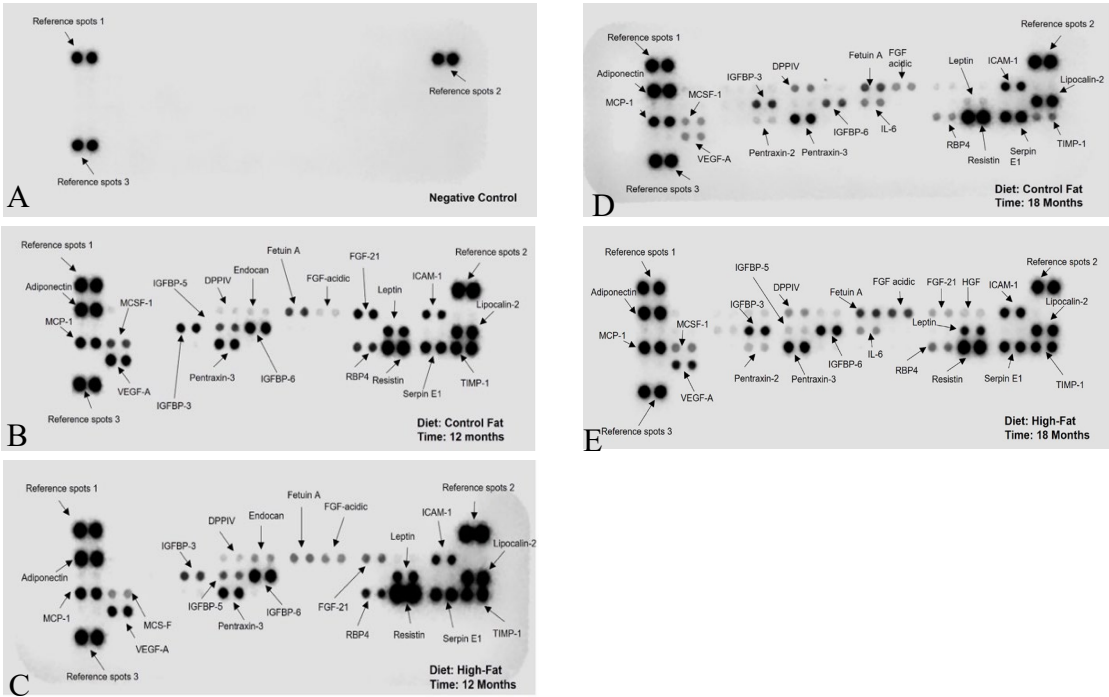 Reference spots 1
Reference spots 2
Reference spots 3
A
Negative Control
Reference spots 1
Adiponectin
MCP-1
MCSF-1
VEGF-A
Reference spots 3
IGFBP-5
IGFBP-3
DPPIV
Pentraxin-3
Endocan
IGFBP-6
Fetuin A
FGF-acidic
FGF-21
Leptin
RBP4
Resistin
ICAM-1
Serpin E1
Reference spots 2
Lipocalin-2
TIMP-1
B
Diet: Control Fat
Time: 12 months
Reference spots 1
Adiponectin
MCP-1
MCS-F
VEGF-A
Reference spots 3
IGFBP-3
IGFBP-5
DPPIV
Pentraxin-3
Endocan
IGFBP-6
Fetuin A
FGF-acidic
FGF-21
RBP4
Leptin
Resistin
ICAM-1
Serpin E1
Reference spots 2
Lipocalin-2
TIMP-1
C
Diet: High-Fat
Time: 12 Months
Reference spots 1
Adiponectin
MCP-1
MCSF-1
VEGF-A
Reference spots 3
IGFBP-3
Pentraxin-2
DPPIV
Pentraxin-3
IGFBP-6
Fetuin A
IL-6
FGF
acidic
Leptin
RBP4
Resistin
ICAM-1
Serpin
E1
Reference spots 2
Lipocalin-2
TIMP-1
D
Diet: Control Fat
Time: 18 Months
Reference spots 1
Adiponectin
MCP-1
MCSF-1
VEGF-A
Reference spots 3
IGFBP-5
IGFBP-3
Pentraxin-2
DPPIV
Pentraxin-3
IGFBP-6
Fetuin A
IL-6
FGF acidic
FGF-21
HGF
Leptin
RBP4
Resistin
ICAM-1
Serpin E1
Reference spots 2
Lipocalin-2
TIMP-1
E
Diet: High-Fat
Time: 18 Months